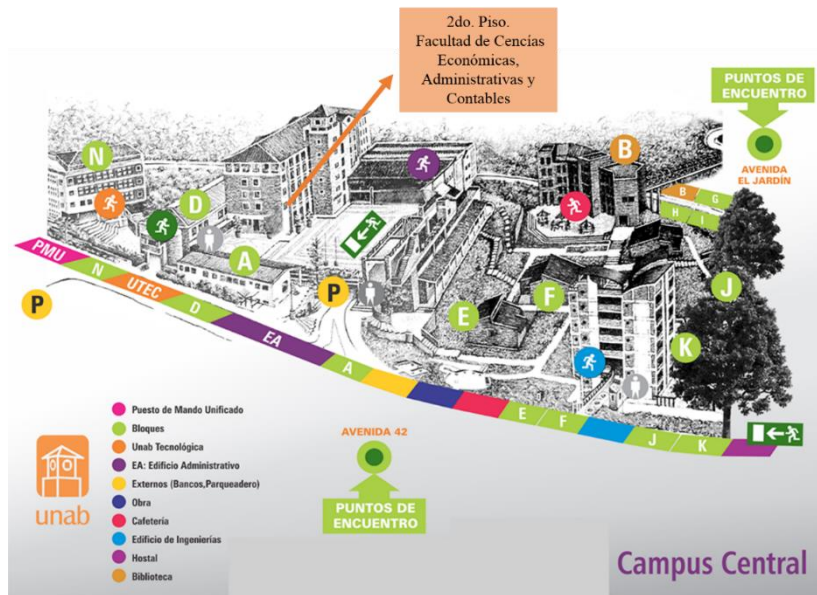 2do. Piso.
Facultad de Cencías
Económicas,
Administrativas y
Contables
PUNTOS DE
ENCUENTRO
AVENIDA
EL JARDÍN
N
D
A
B
B
G
H
I
P
P
E
F
J
K
PMU
N
UTEC
D
EA
A
E
F
J
K
Puesto de Mando Unificado
Bloques
Unab Tecnológica
EA: Edificio Administrativo
Externos (Bancos,Parqueadero)
Obra
Cafetería
Edificio de Ingenierías
Hostal
Biblioteca
unab
AVENIDA 42
PUNTOS DE
ENCUENTRO
Campus Central